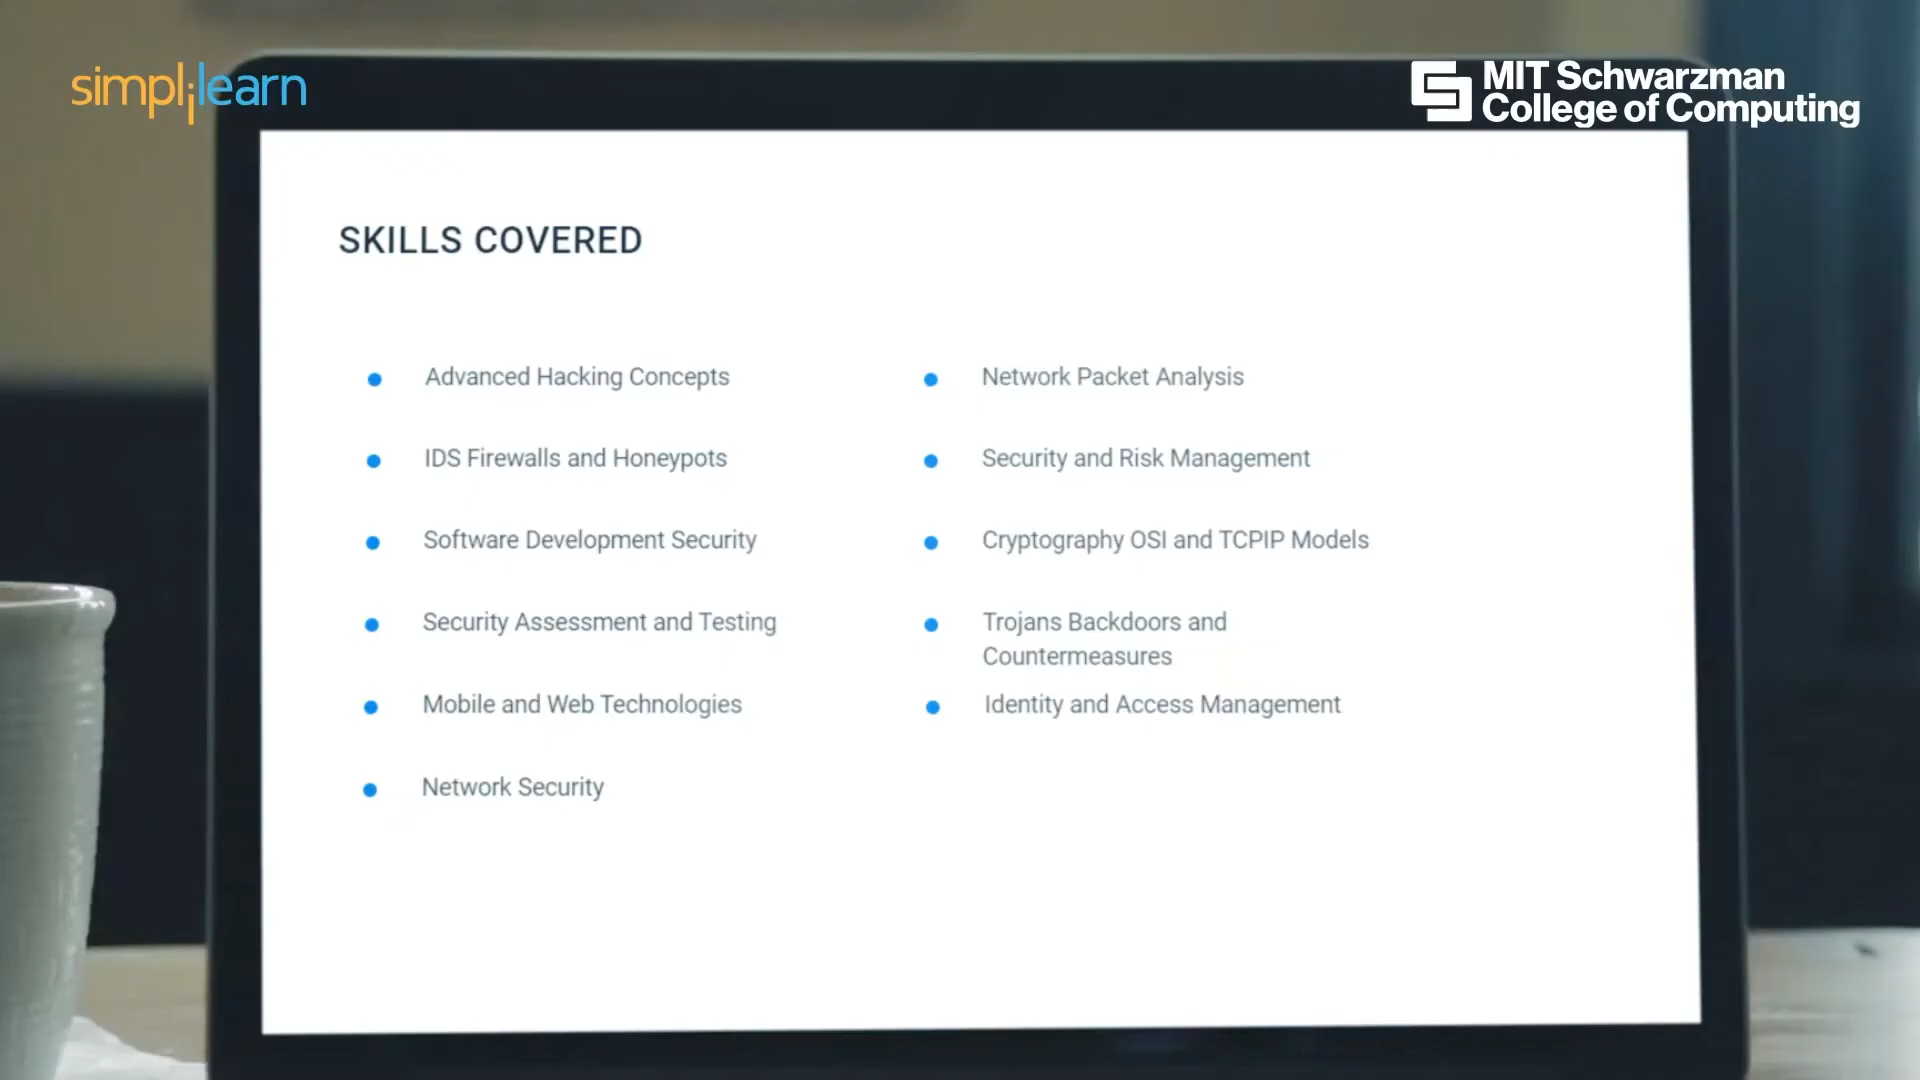 simplilearn
MIT Schwarzman
College of Computing
SKILLS COVERED
Advanced Hacking Concepts
IDS Firewalls and Honeypots
Software Development Security
Security Assessment and Testing
Mobile and Web Technologies
Network Security
Network Packet Analysis
Security and Risk Management
Cryptography OSI and TCPIP Models
Trojans Backdoors and
Countermeasures
Identity and Access Management